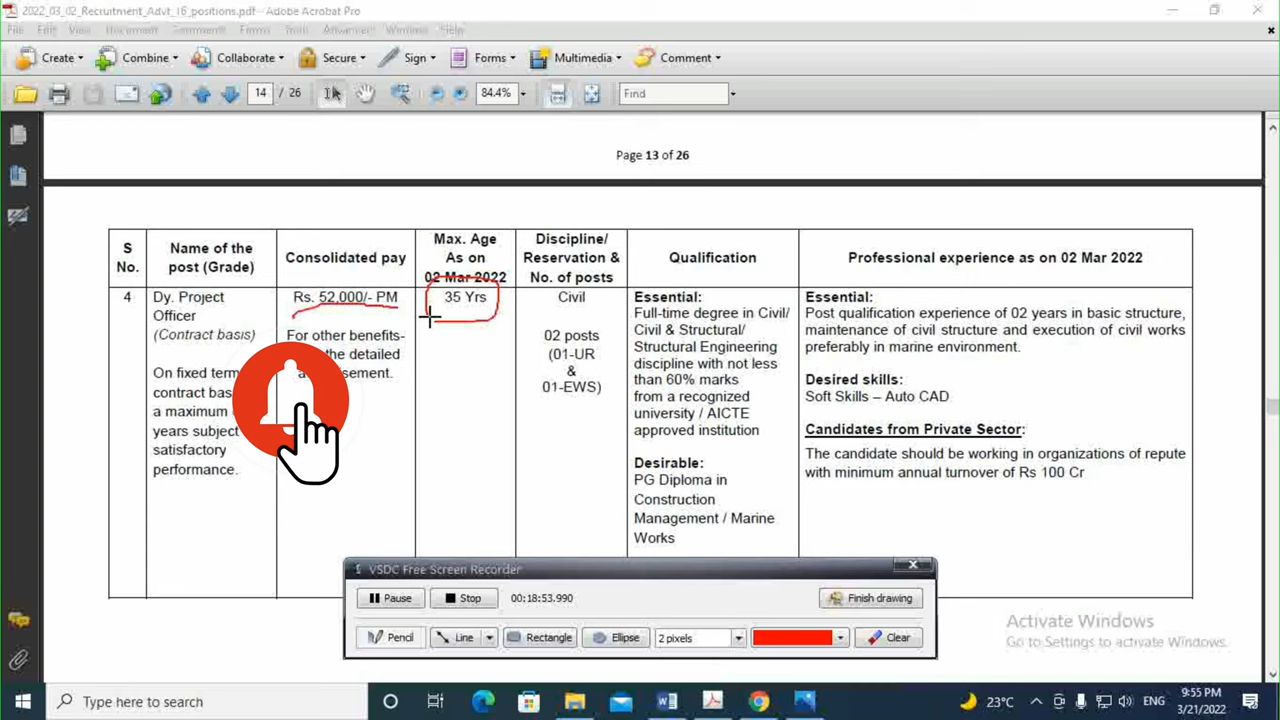 2022_03_02_Recruitment_Advt_16_positions.pdf - Adobe Acrobat Pro
File Edit View Document Comments Forms Tools Advanced Window Help
Create Combine Collaborate Secure Sign Forms Multimedia Comment
14 / 26 84.4% Find
Page 13 of 26
S No.
Name of the post (Grade)
Consolidated pay
Max. Age
As on
02 Mar 2022
Discipline/
Reservation &
No. of posts
Qualification
Professional experience as on 02 Mar 2022
4
Dy. Project
Officer
(Contract basis)
On fixed term
contract bas
a maximum
years subject
satisfactory
performance.
Rs. 52,000/- PM
For other benefits-
the detailed
35 Yrs
Civil
02 posts
(01-UR
&
01-EWS)
Essential:
Full-time degree in Civil/
Civil & Structural/
Structural Engineering
discipline with not less
than 60% marks
from a recognized
university / AICTE
approved institution
Desirable:
PG Diploma in
Construction
Management / Marine
Works
Essential:
Post qualification experience of 02 years in basic structure,
maintenance of civil structure and execution of civil works
preferably in marine environment.
Desired skills:
Soft Skills – Auto CAD
Candidates from Private Sector:
The candidate should be working in organizations of repute
with minimum annual turnover of Rs 100 Cr
VSDC Free Screen Recorder
Pause Stop 00:18:53.990 Finish drawing
Pencil Line Rectangle Ellipse 2 pixels Clear
Activate Windows
Go to Settings to activate Windows.
Type here to search
23°C ENG
9:55 PM
3/21/2022